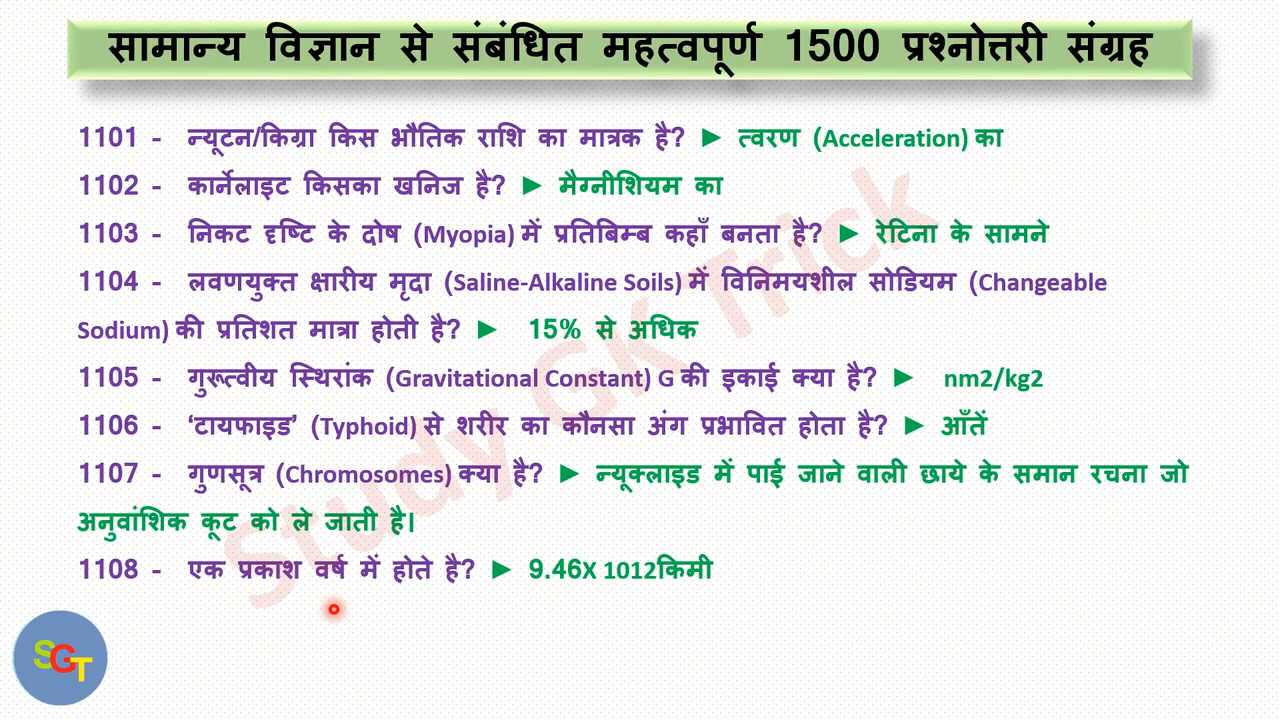 सामान्य विज्ञान से संबंधित महत्वपूर्ण 1500 प्रश्नोत्तरी संग्रह
1101 - न्यूटन/किग्रा किस भौतिक राशि का मात्रक है? ► त्वरण (Acceleration) का
1102 - कार्नेलाइट किसका खनिज है? ► मैग्नीशियम का
1103 - निकट दृष्टि के दोष (Myopia) में प्रतिबिम्ब कहाँ बनता है? ► रेटिना के सामने
1104 - लवणयुक्त क्षारीय मृदा (Saline-Alkaline Soils) में विनिमयशील सोडियम (Changeable
Sodium) की प्रतिशत मात्रा होती है? ► 15% से अधिक
1105 - गुरूत्वीय स्थिरांक (Gravitational Constant) G की इकाई क्या है? ► nm2/kg2
1106 - ‘टायफाइड’ (Typhoid) से शरीर का कौनसा अंग प्रभावित होता है? ► आँतें
1107 - गुणसूत्र (Chromosomes) क्या है? ► न्यूक्लाइड में पाई जाने वाली छाये के समान रचना जो
अनुवांशिक कूट को ले जाती है।
1108 - एक प्रकाश वर्ष में होते है? ► 9.46X 1012किमी
Study GK Trick
SGT